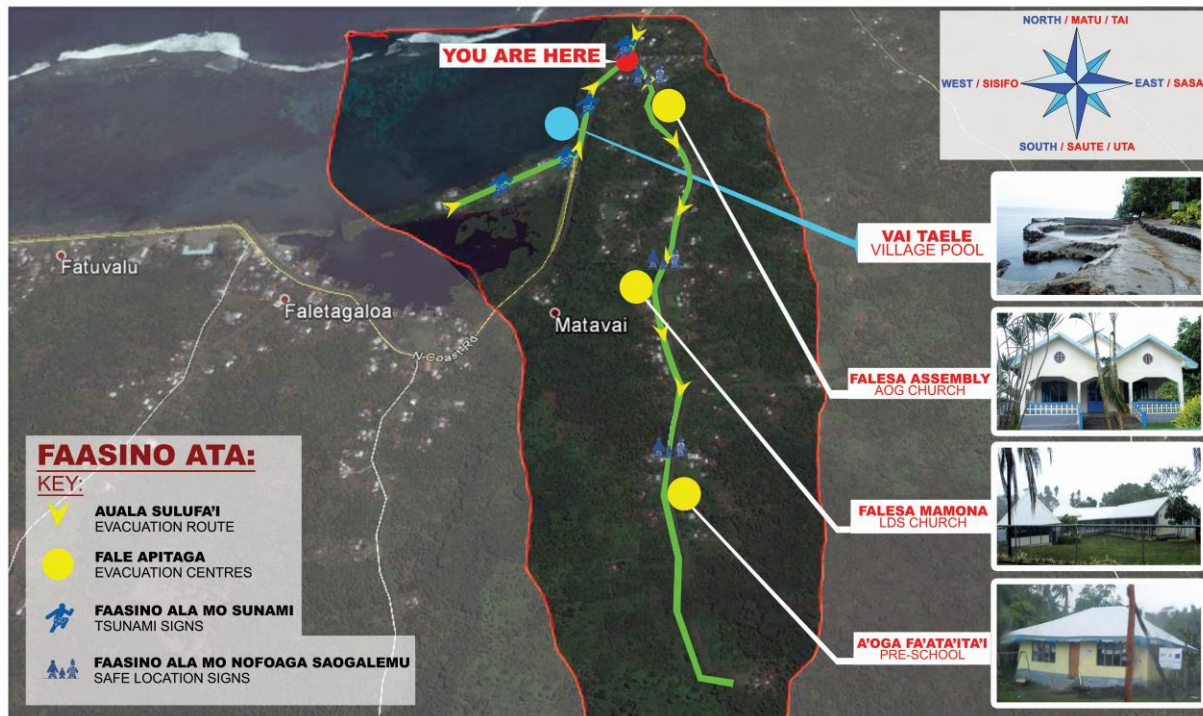 YOU ARE HERE
NORTH / MATU / TAI
WEST / SISIFO
EAST / SASA
SOUTH / SAUTE / UTA
VAI TAELE
VILLAGE POOL
Fatuvalu
Faletagaloa
Matavai
N Coast Rd
FALESA ASSEMBLY
AOG CHURCH
FALESA MAMONA
LDS CHURCH
A'OGA FA'ATA'ITA'I
PRE-SCHOOL
FAASINO ATA:
KEY:
AUALA SULUFA'I
EVACUATION ROUTE
FALE APITAGA
EVACUATION CENTRES
FAASINO ALA MO SUNAMI
TSUNAMI SIGNS
FAASINO ALA MO NOFOAGA SAOGALEMU
SAFE LOCATION SIGNS